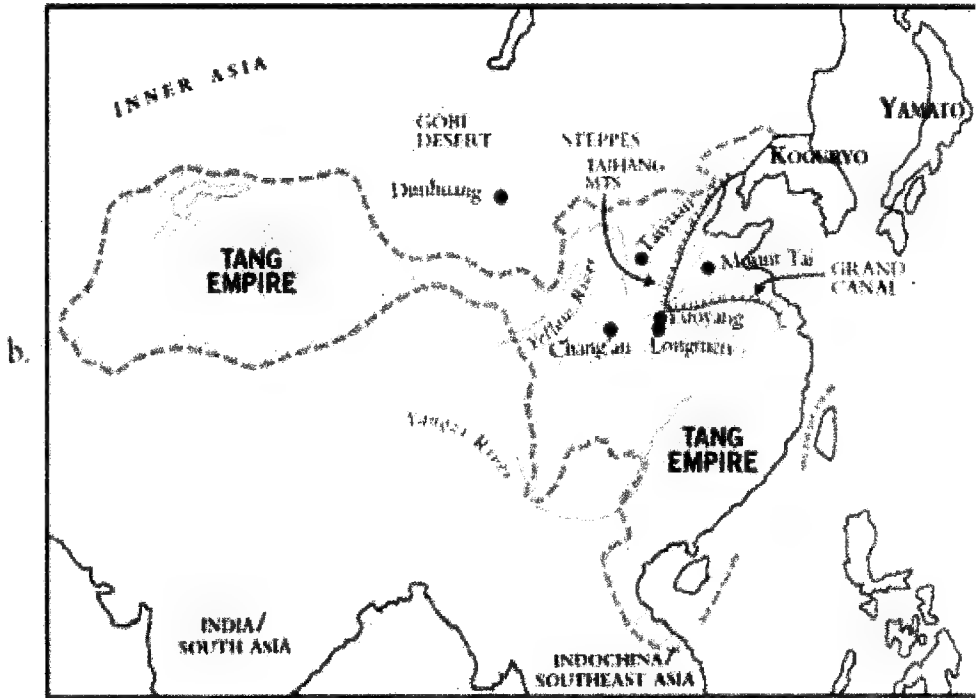 INNER ASIA
GOBI
DESERT
STEPPES
TAIHANG
MTS
YAMATO
KOGURYO
Dunhuang
Taiyuan
TANG
EMPIRE
Mount Tai
GRAND
CANAL
Yellow River
Luoyang
b.
Chang'an
Longmen
Yangzi River
TANG
EMPIRE
INDIA/
SOUTH ASIA
INDOCHINA/
SOUTHEAST ASIA